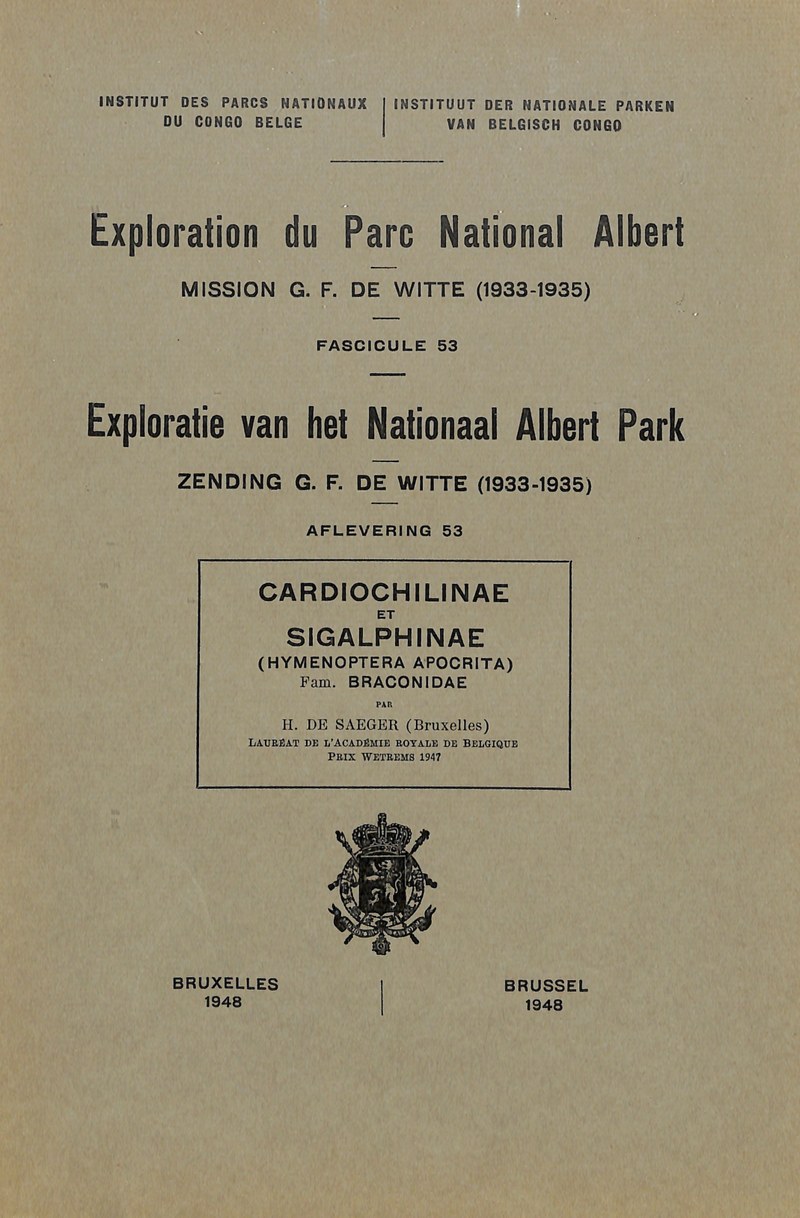 INSTITUT DES PARCS NATIONAUX
DU CONGO BELGE
INSTITUUT DER NATIONALE PARKEN
VAN BELGISCH CONGO
Exploration du Parc National Albert
MISSION G. F. DE WITTE (1933-1935)
FASCICULE 53
Exploratie van het Nationaal Albert Park
ZENDING G. F. DE WITTE (1933-1935)
AFLEVERING 53
CARDIOCHILINAE
ET
SIGALPHINAE
(HYMENOPTERA APOCRITA)
Fam. BRACONIDAE
PAR
H. DE SAEGER (Bruxelles)
LAURÉAT DE L'ACADÉMIE ROYALE DE BELGIQUE
PRIX WETREMS 1947
BRUXELLES
1948
BRUSSEL
1948